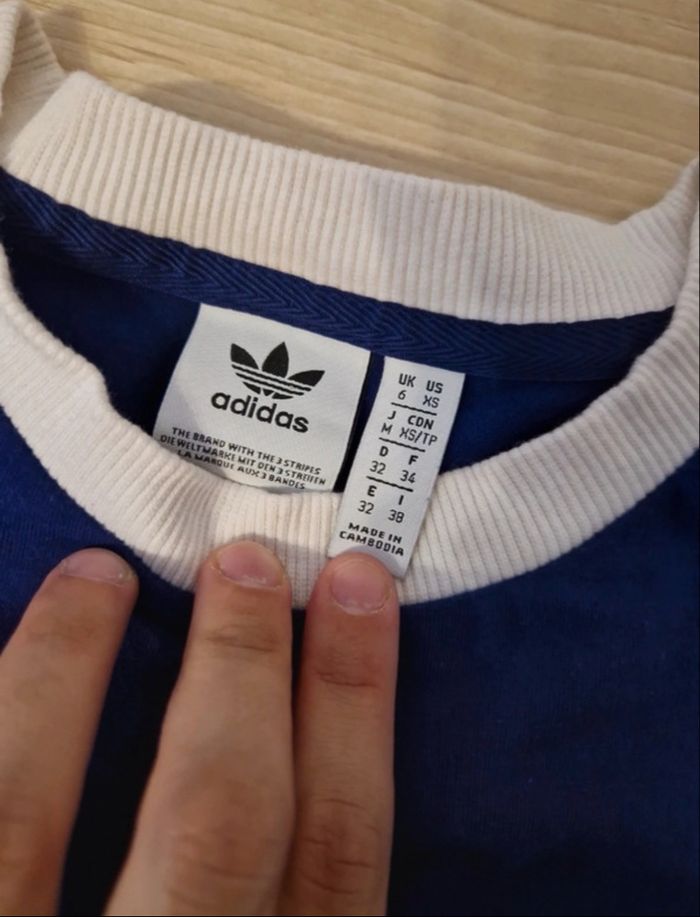 adidas
THE BRAND WITH THE 3 STRIPES
DIE WELTMARKE MIT DEN 3 STREIFEN
LA MARQUE AUX 3 BANDES
UK US
6 XS
J CDN
M XS/TP
D F
32 34
E I
32 38
MADE IN
CAMBODIA